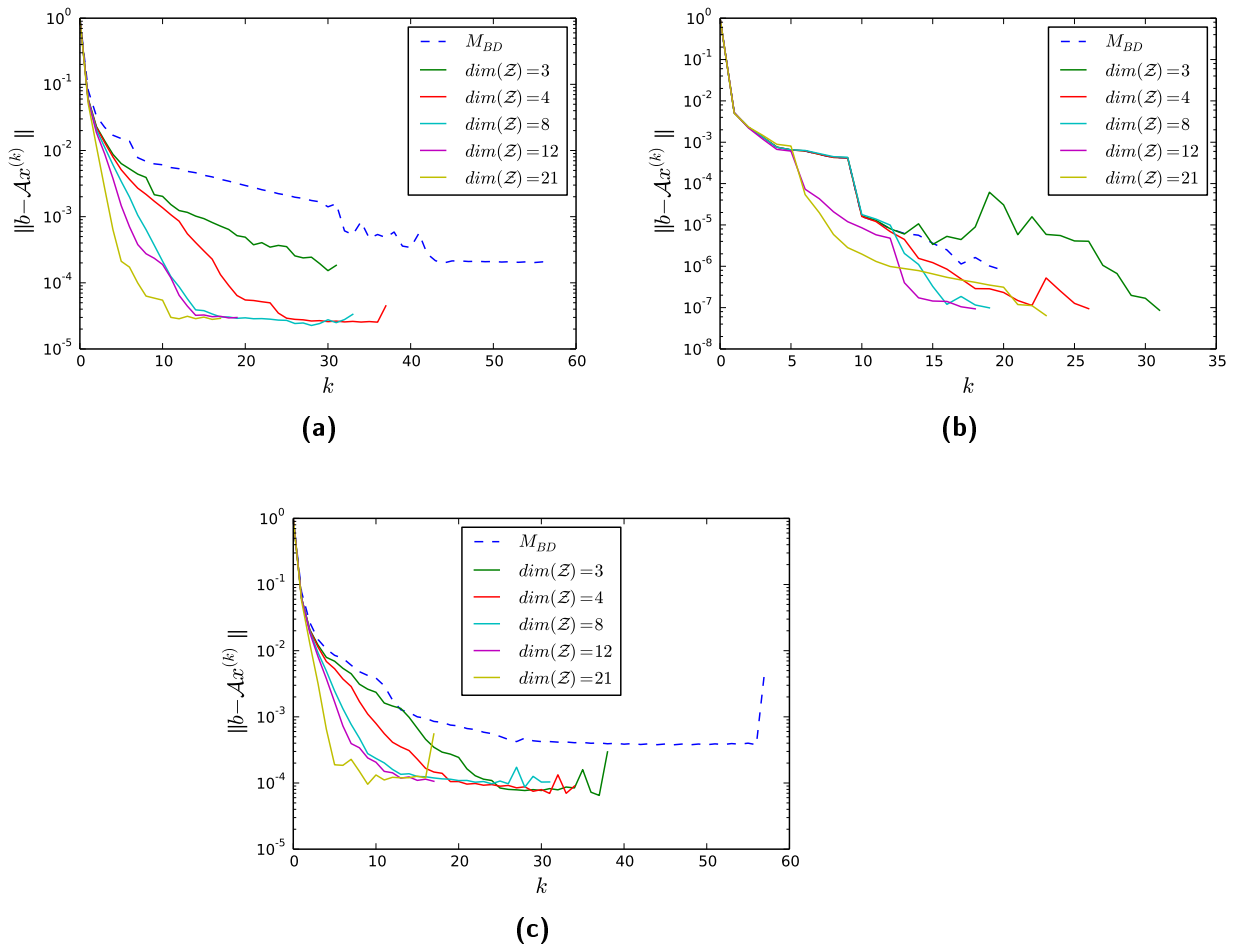 10^0
10^-1
10^-2
10^-3
10^-4
10^-5
||b−𝒜x^(k)||
0 10 20 30 40 50 60
k
M_BD
dim(𝒵)=3
dim(𝒵)=4
dim(𝒵)=8
dim(𝒵)=12
dim(𝒵)=21
(a)
10^0
10^-1
10^-2
10^-3
10^-4
10^-5
10^-6
10^-7
10^-8
||b−𝒜x^(k)||
0 5 10 15 20 25 30 35
k
M_BD
dim(𝒵)=3
dim(𝒵)=4
dim(𝒵)=8
dim(𝒵)=12
dim(𝒵)=21
(b)
10^0
10^-1
10^-2
10^-3
10^-4
10^-5
||b−𝒜x^(k)||
0 10 20 30 40 50 60
k
M_BD
dim(𝒵)=3
dim(𝒵)=4
dim(𝒵)=8
dim(𝒵)=12
dim(𝒵)=21
(c)